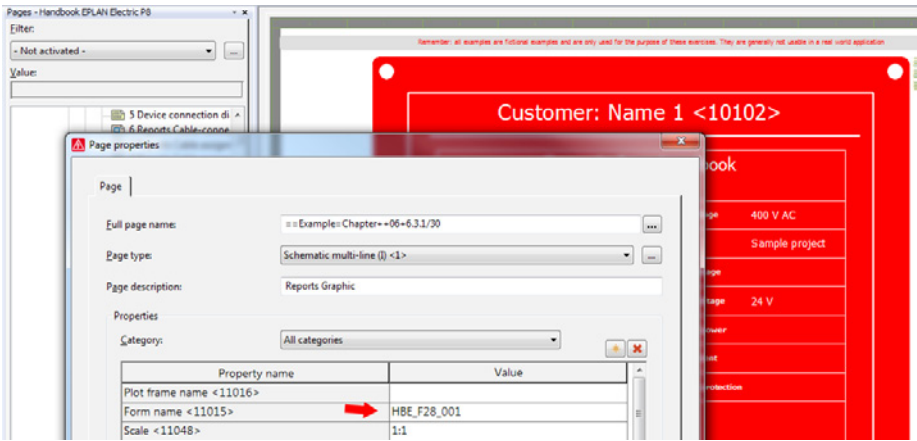 Pages - Handbook EPLAN Electric P8
Filter:
- Not activated -
...
Value:
5 Device connection di
6 Reports Cable-conne
Remember: all examples are fictional examples and are only used for the purpose of these exercises. They are generally not usable in a real world application
Customer: Name 1 <10102>
book
400 V AC
Sample project
24 V
Page properties
Page
Full page name:
==Example=Chapter=+06+6.3.1/30
...
Page type:
Schematic multi-line (I) <1>
...
Page description:
Reports Graphic
Properties
Category:
All categories
Property name
Value
Plot frame name <11016>
Form name <11015>
HBE_F28_001
Scale <11048>
1:1